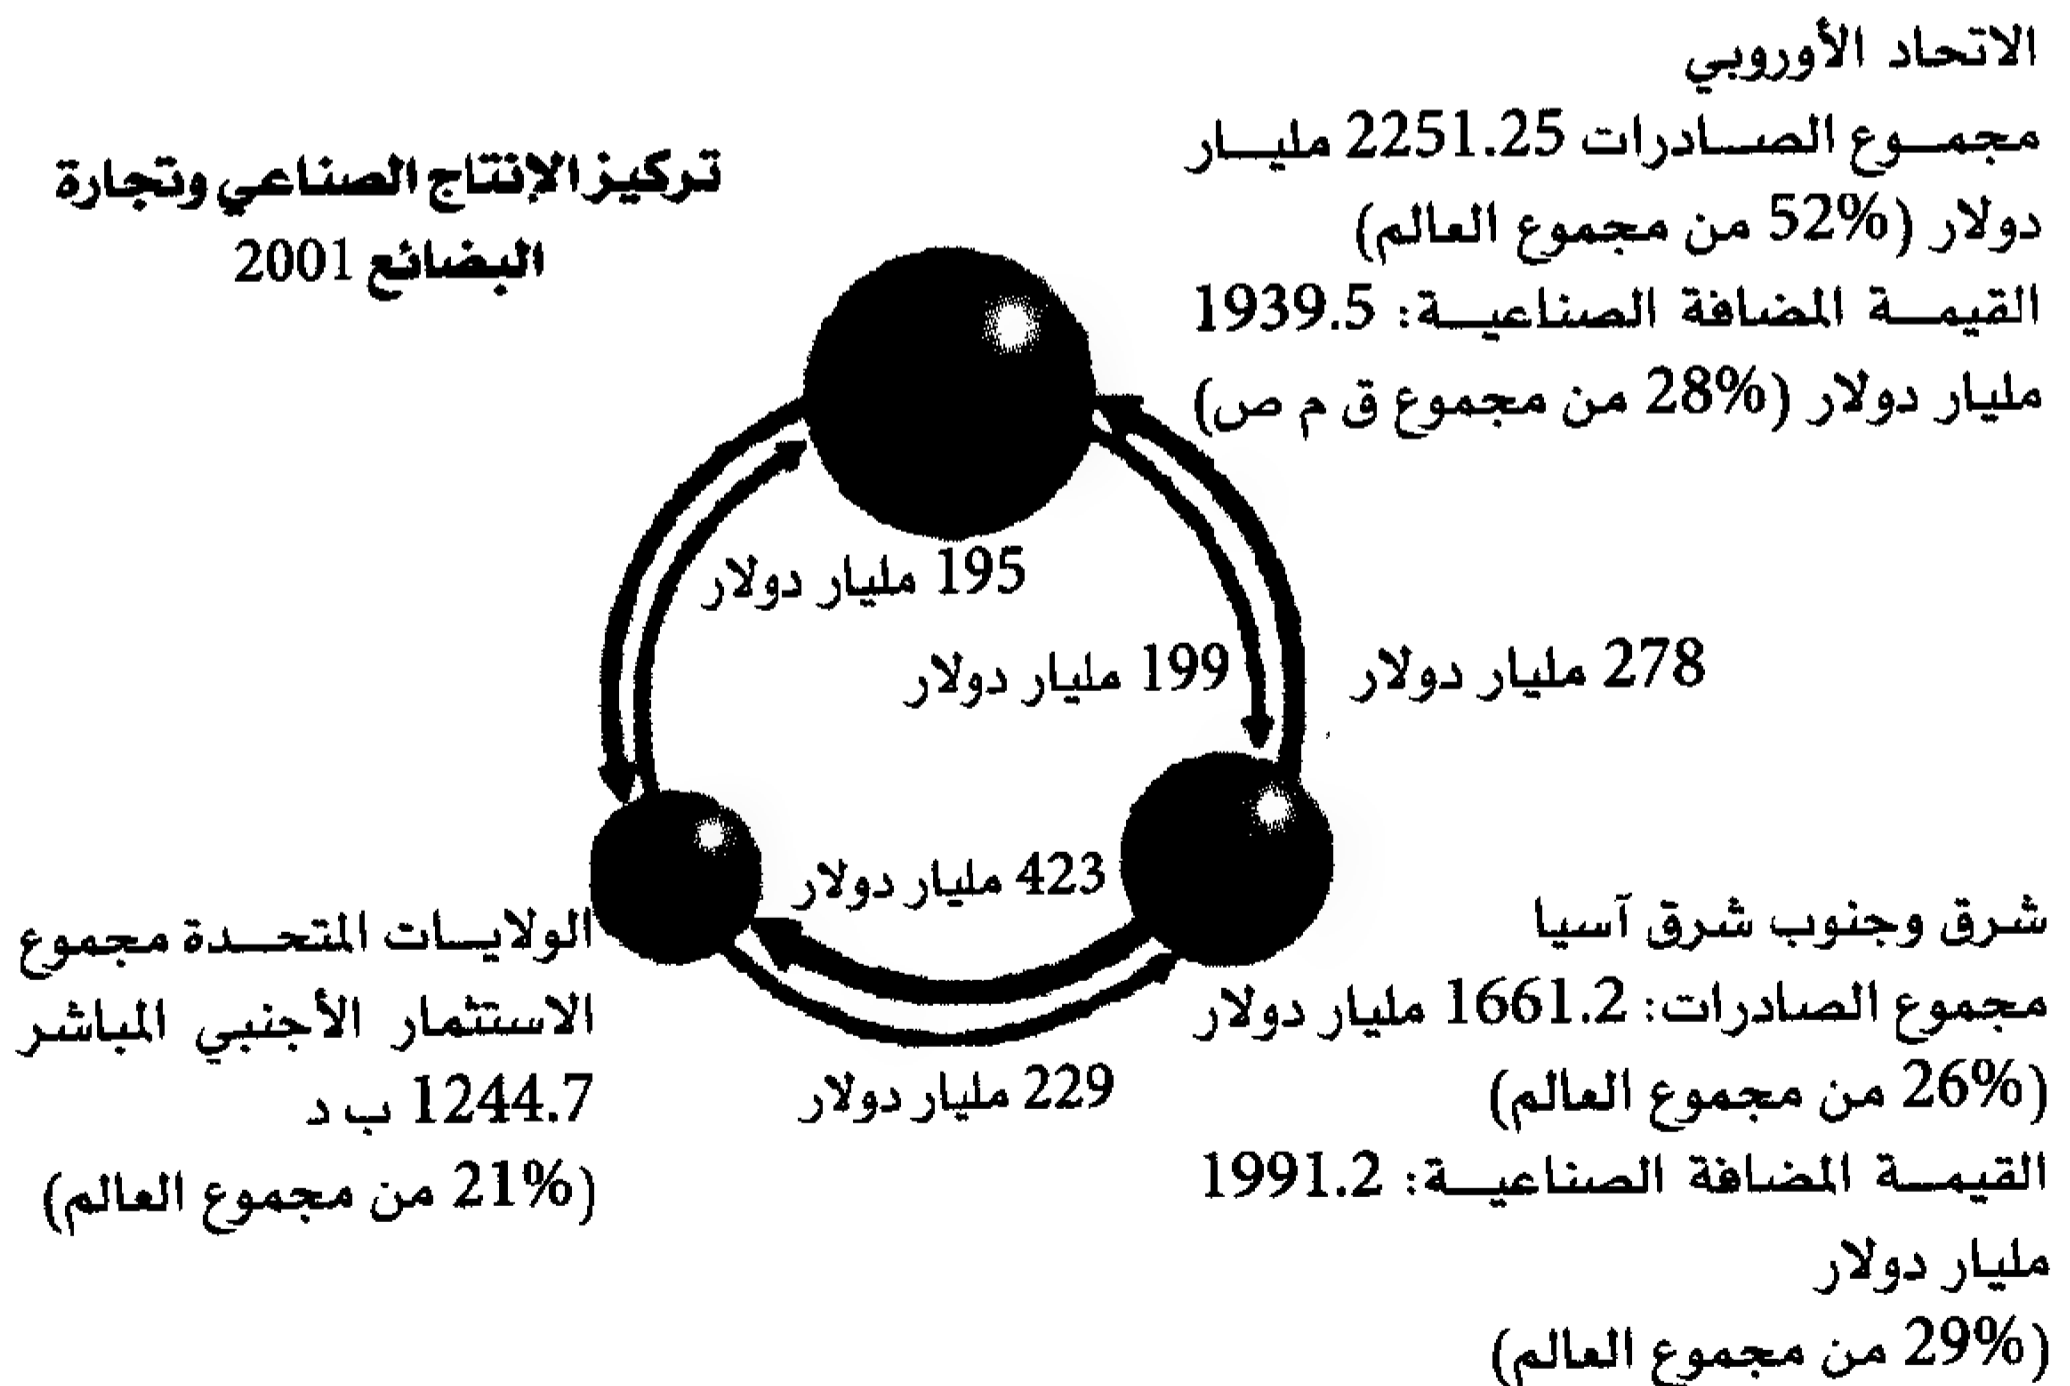 تركيز الإنتاج الصناعي وتجارة
البضائع 2001
الاتحاد الأوروبي
مجموع الصادرات 2251.25 مليار
دولار (52% من مجموع العالم)
القيمة المضافة الصناعية: 1939.5
مليار دولار (28% من مجموع ق م ص)
195 مليار دولار
199 مليار دولار
278 مليار دولار
423 مليار دولار
229 مليار دولار
شرق وجنوب شرق آسيا
مجموع الصادرات: 1661.2 مليار دولار
(26% من مجموع العالم)
القيمة المضافة الصناعية: 1991.2
مليار دولار
(29% من مجموع العالم)
الولايات المتحدة مجموع
الاستثمار الأجنبي المباشر
1244.7 ب د
(21% من مجموع العالم)